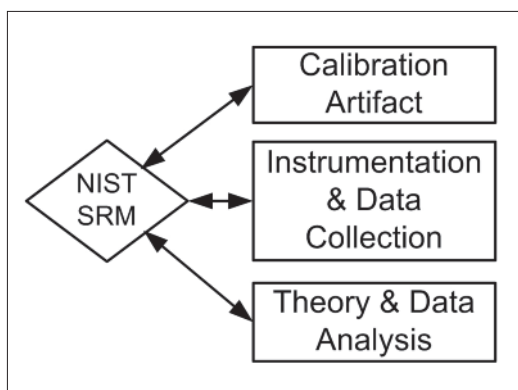 Calibration
Artifact
NIST
SRM
Instrumentation
& Data
Collection
Theory & Data
Analysis